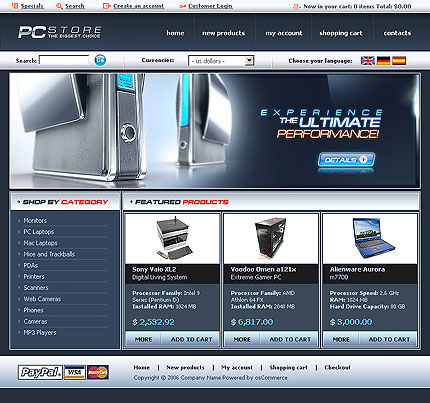 Specials Search Create an account Customer Login Now in your cart: 0 items Total: $0.00
PC STORE
THE BIGGEST CHOICE
home new products my account shopping cart contacts
Search: Go Currencies: - us dollars - Choose your language:
EXPERIENCE
THE ULTIMATE
PERFORMANCE!
DETAILS
SHOP BY CATEGORY
Monitors
PC Laptops
Mac Laptops
Mice and Trackballs
PDAs
Printers
Scanners
Web Cameras
Phones
Cameras
MP3 Players
FEATURED PRODUCTS
Sony Vaio XL2
Digital Living System
Processor Family: Intel 9
Series (Pentium D)
Installed RAM: 1024 MB
$ 2,532.92
MORE ADD TO CART
Voodoo Omen a121x
Extreme Gamer PC
Processor Family: AMD
Athlon 64 FX
Installed RAM: 2048 MB
$ 6,817.00
MORE ADD TO CART
Alienware Aurora
m7700
Processor Speed: 2.6 GHz
RAM: 1024 MB
Hard Drive Capacity: 80 GB
$ 3,000.00
MORE ADD TO CART
PayPal VISA MasterCard
Home | New products | My account | Shopping cart | Checkout
Copyright © 2006 Company Name Powered by osCommerce